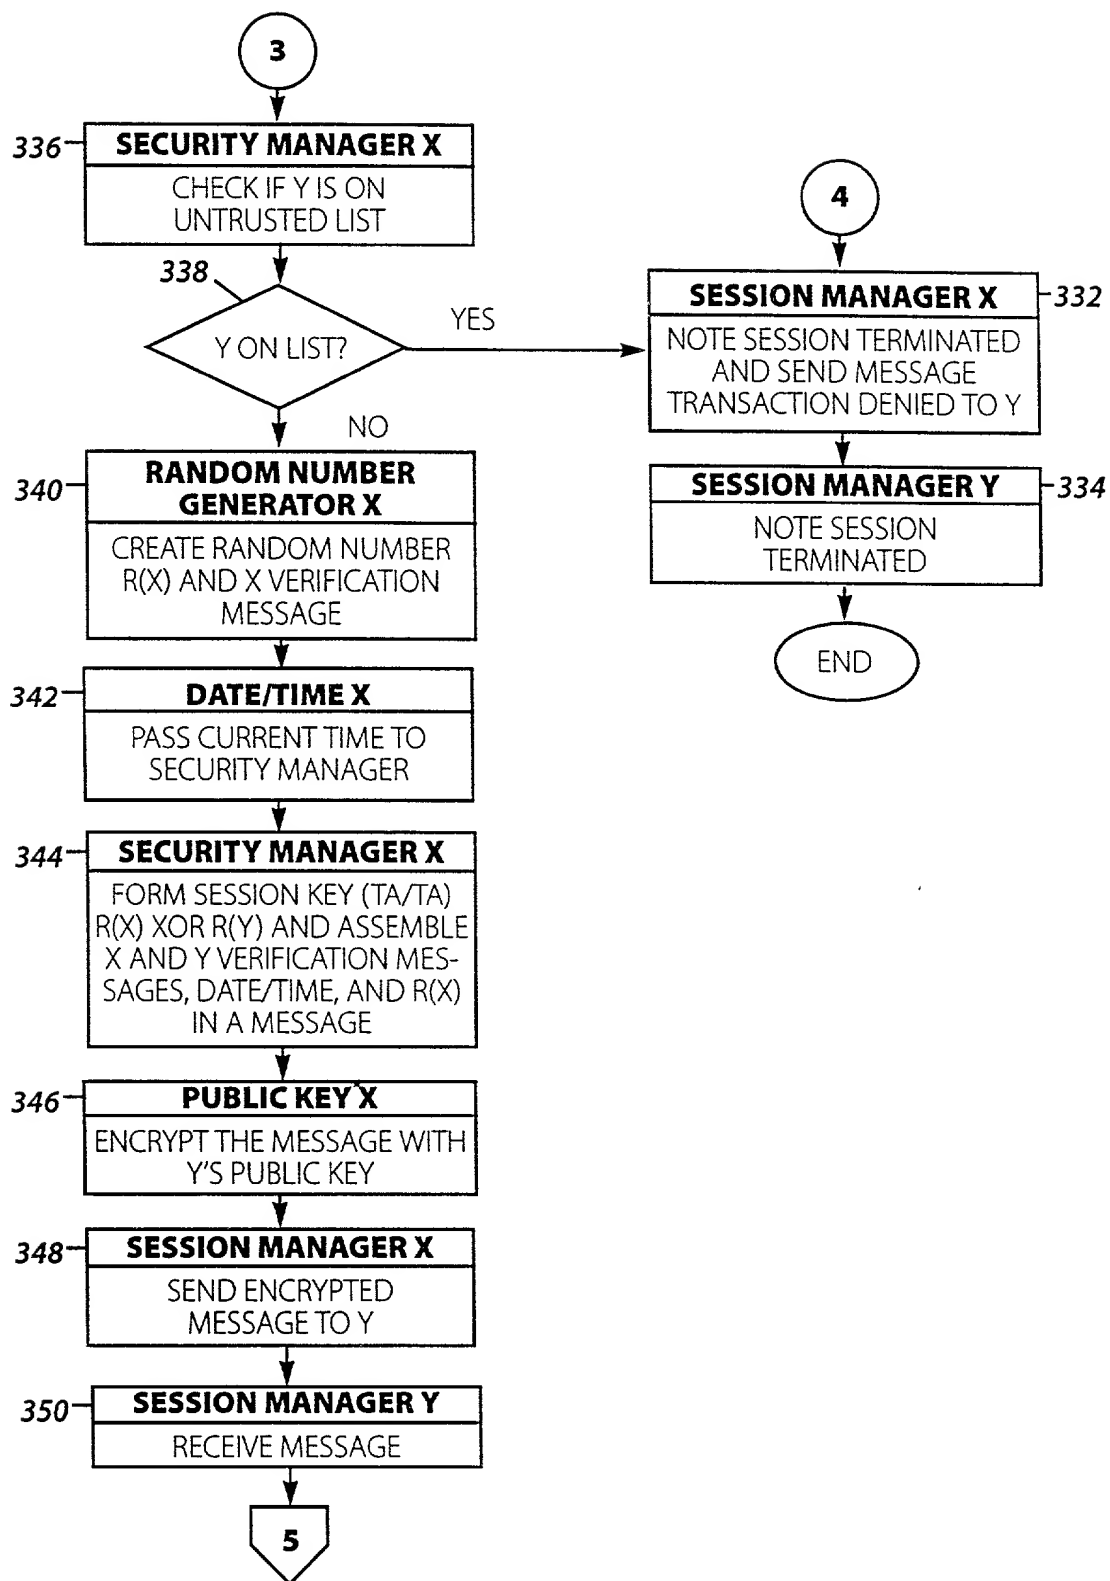 3
336
SECURITY MANAGER X
CHECK IF Y IS ON
UNTRUSTED LIST
338
Y ON LIST?
YES
NO
340
RANDOM NUMBER
GENERATOR X
CREATE RANDOM NUMBER
R(X) AND X VERIFICATION
MESSAGE
342
DATE/TIME X
PASS CURRENT TIME TO
SECURITY MANAGER
344
SECURITY MANAGER X
FORM SESSION KEY (TA/TA)
R(X) XOR R(Y) AND ASSEMBLE
X AND Y VERIFICATION MES-
SAGES, DATE/TIME, AND R(X)
IN A MESSAGE
346
PUBLIC KEY X
ENCRYPT THE MESSAGE WITH
Y'S PUBLIC KEY
348
SESSION MANAGER X
SEND ENCRYPTED
MESSAGE TO Y
350
SESSION MANAGER Y
RECEIVE MESSAGE
5
4
SESSION MANAGER X
332
NOTE SESSION TERMINATED
AND SEND MESSAGE
TRANSACTION DENIED TO Y
SESSION MANAGER Y
334
NOTE SESSION
TERMINATED
END